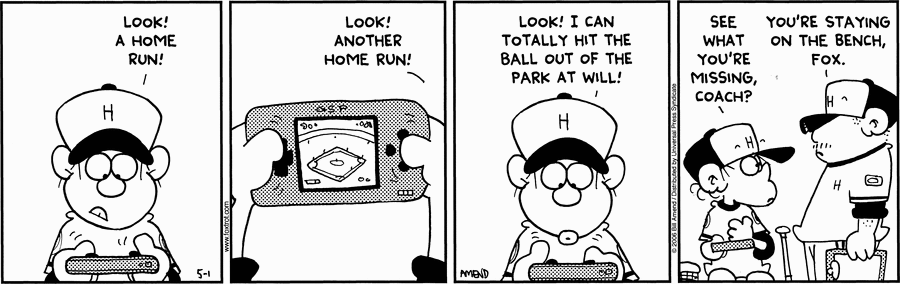 LOOK!
A HOME
RUN!
H
5-1
LOOK!
ANOTHER
HOME RUN!
GSP
www.foxtrot.com
LOOK! I CAN
TOTALLY HIT THE
BALL OUT OF THE
PARK AT WILL!
H
AMEND
© 2006 Bill Amend / Distributed by Universal Press Syndicate
SEE
WHAT
YOU'RE
MISSING,
COACH?
H
YOU'RE STAYING
ON THE BENCH,
FOX.
H
H